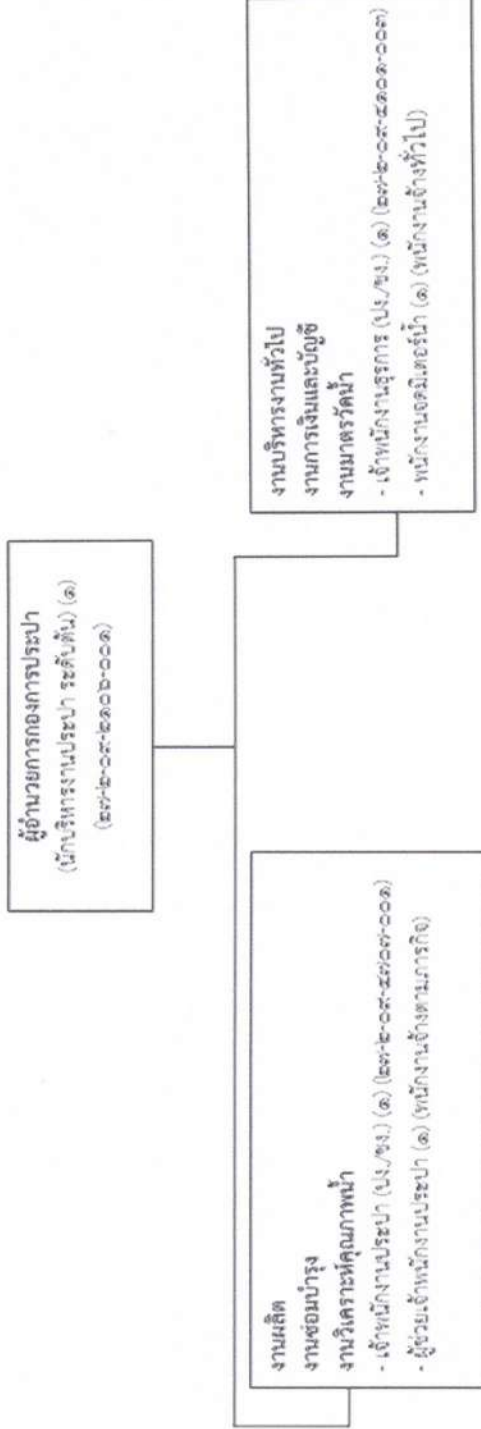 ผู้อำนวยการกองการประปา
(นักบริหารงานประปา ระดับต้น) (๑)
(๒๗-๒-๐๙-๒๑๐๖-๐๐๑)
งานผลิต
งานซ่อมบำรุง
งานวิเคราะห์คุณภาพน้ำ
- เจ้าพนักงานประปา (ปง./ชง.) (๑) (๒๗-๒-๐๙-๔๗๐๗-๐๐๑)
- ผู้ช่วยเจ้าพนักงานประปา (๑) (พนักงานจ้างตามภารกิจ)
งานบริหารงานทั่วไป
งานการเงินและบัญชี
งานมาตรวัดน้ำ
- เจ้าพนักงานธุรการ (ปง./ชง.) (๑) (๒๗-๒-๐๙-๔๑๐๑-๐๐๓)
- พนักงานจดมิเตอร์น้ำ (๑) (พนักงานจ้างทั่วไป)